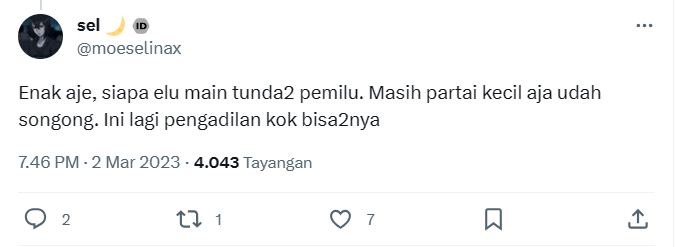 sel 🌙 ID
@moeselinax
Enak aje, siapa elu main tunda2 pemilu. Masih partai kecil aja udah
songong. Ini lagi pengadilan kok bisa2nya
7.46 PM · 2 Mar 2023 · 4.043 Tayangan
2 1 7